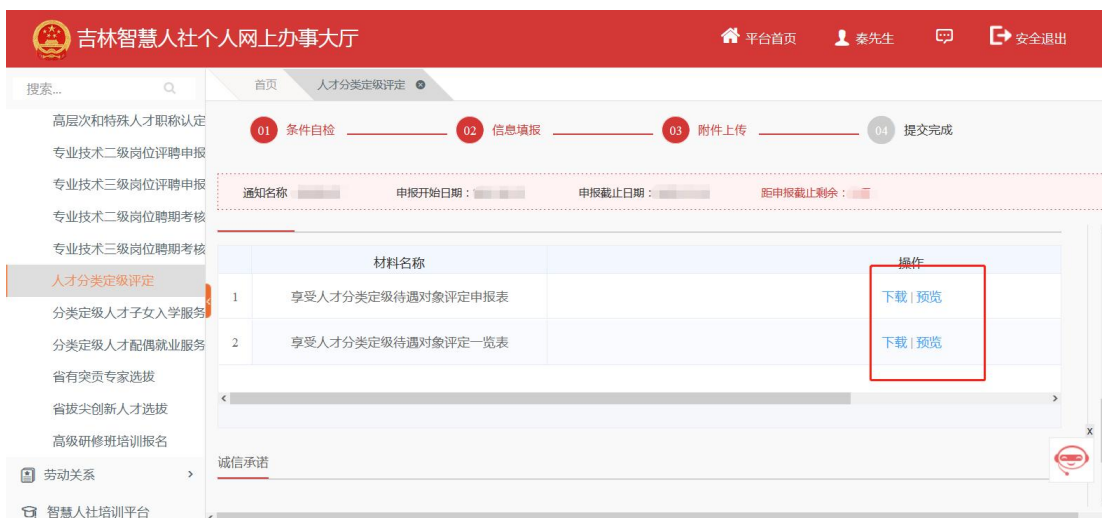 吉林智慧人社个人网上办事大厅
平台首页 秦先生 安全退出
搜索...
首页 人才分类定级评定
高层次和特殊人才职称认定
专业技术二级岗位评聘申报
专业技术三级岗位评聘申报
专业技术二级岗位聘期考核
专业技术三级岗位聘期考核
人才分类定级评定
分类定级人才子女入学服务
分类定级人才配偶就业服务
省有突贡专家选拔
省拔尖创新人才选拔
高级研修班培训报名
劳动关系
智慧人社培训平台
01 条件自检 02 信息填报 03 附件上传 04 提交完成
通知名称 申报开始日期： 申报截止日期： 距申报截止剩余：
材料名称 操作
1 享受人才分类定级待遇对象评定申报表 下载 | 预览
2 享受人才分类定级待遇对象评定一览表 下载 | 预览
x
诚信承诺